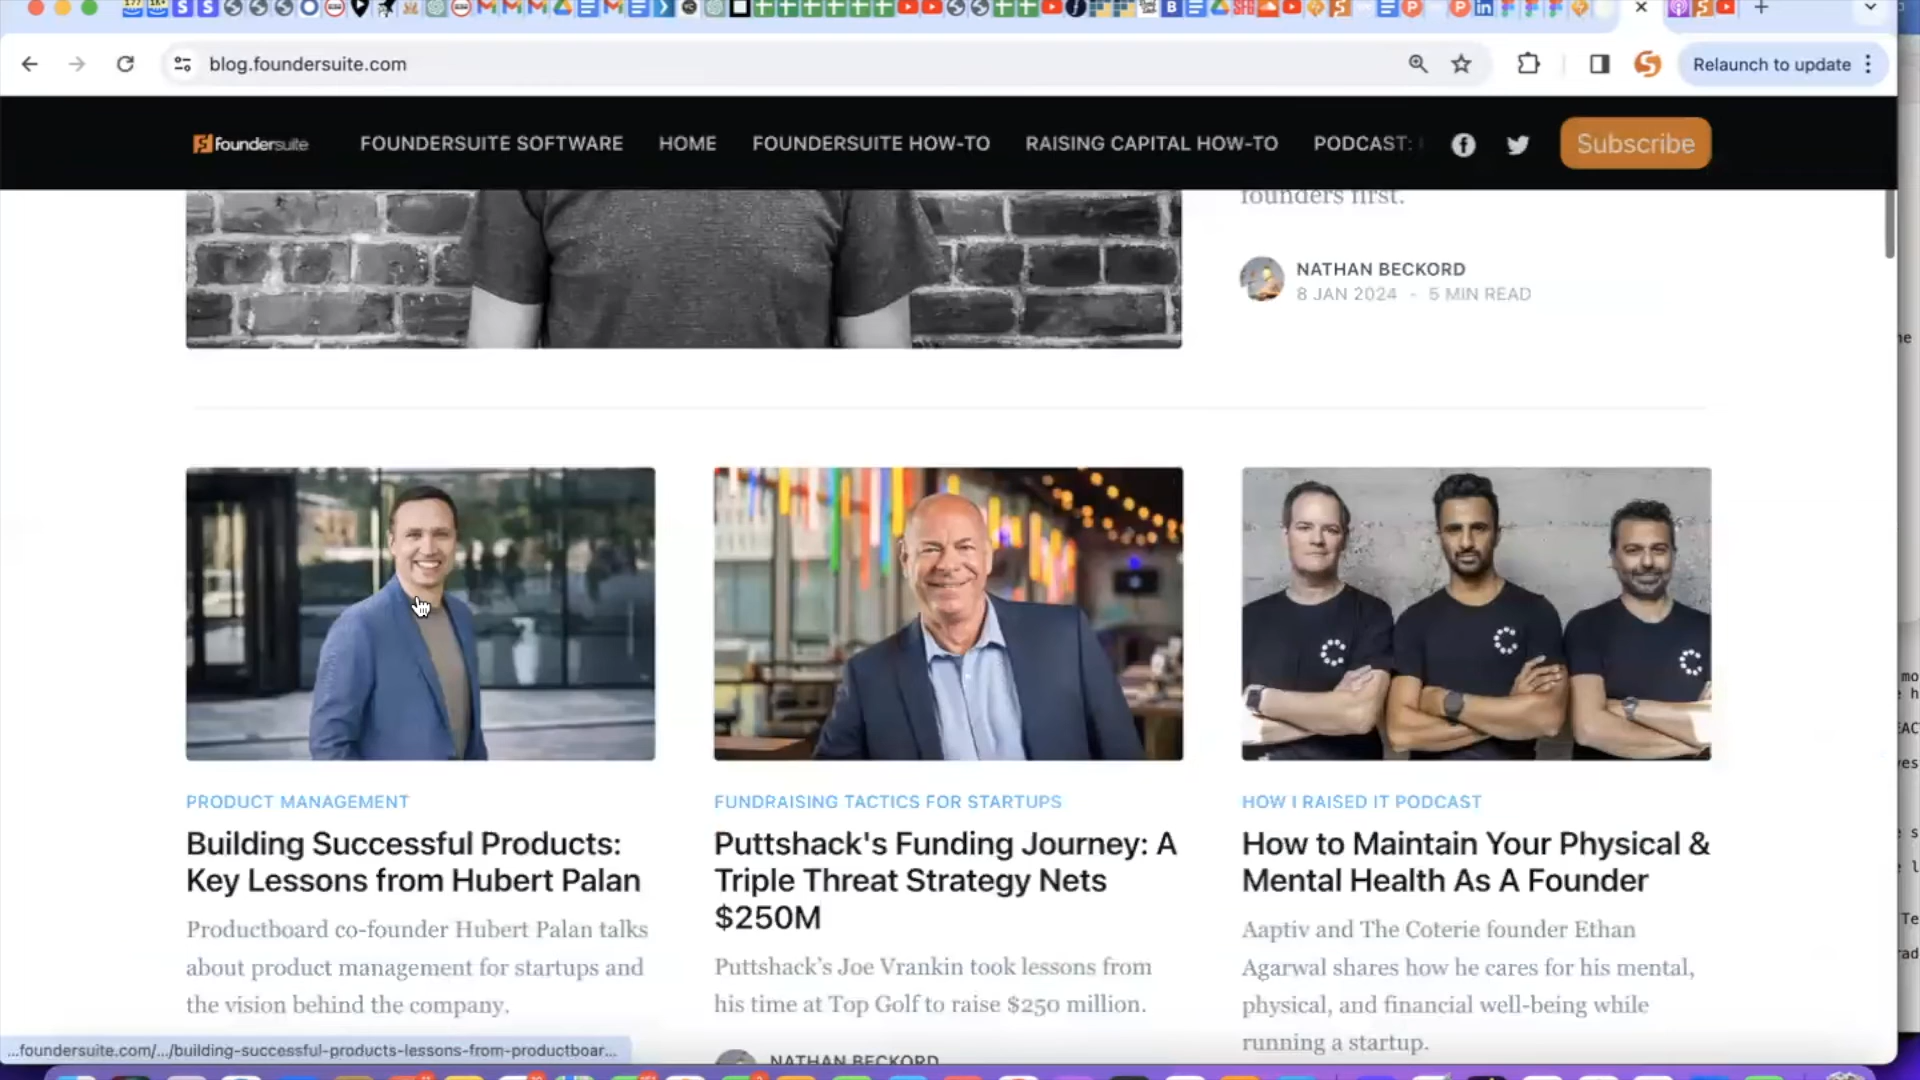 blog.foundersuite.com
Relaunch to update
foundersuite
FOUNDERSUITE SOFTWARE
HOME
FOUNDERSUITE HOW-TO
RAISING CAPITAL HOW-TO
PODCAST:
Subscribe
founders first.
NATHAN BECKORD
8 JAN 2024 - 5 MIN READ
PRODUCT MANAGEMENT
Building Successful Products:
Key Lessons from Hubert Palan
Productboard co-founder Hubert Palan talks
about product management for startups and
the vision behind the company.
FUNDRAISING TACTICS FOR STARTUPS
Puttshack's Funding Journey: A
Triple Threat Strategy Nets
$250M
Puttshack’s Joe Vrankin took lessons from
his time at Top Golf to raise $250 million.
NATHAN BECKORD
HOW I RAISED IT PODCAST
How to Maintain Your Physical &
Mental Health As A Founder
Aaptiv and The Coterie founder Ethan
Agarwal shares how he cares for his mental,
physical, and financial well-being while
running a startup.
...foundersuite.com/.../building-successful-products-lessons-from-productboar...